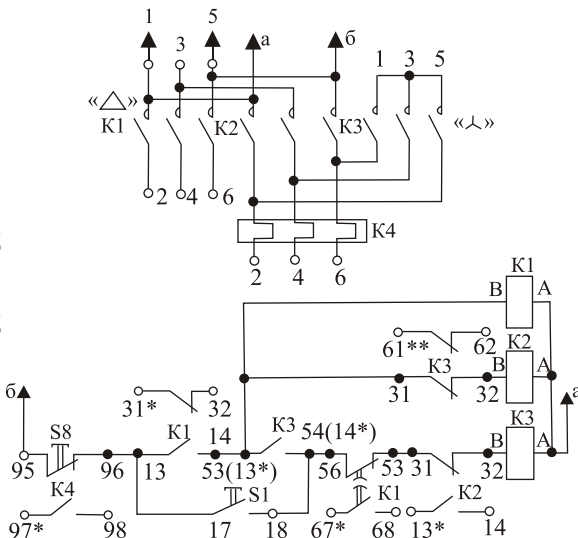 1 3 5 а б 1 3 5
«△» К1 К2 К3 «⅄»
2 4 6 К4
2 4 6
К1
В А
61** 62 К2
К3 В А
31 32
б а
31* 32 К3
S8 К1 14 К3 54(14*) В А
95 96 13 53(13*) 56 53 31 32
К4 S1 К1 К2
97* 98 17 18 67* 68 13* 14